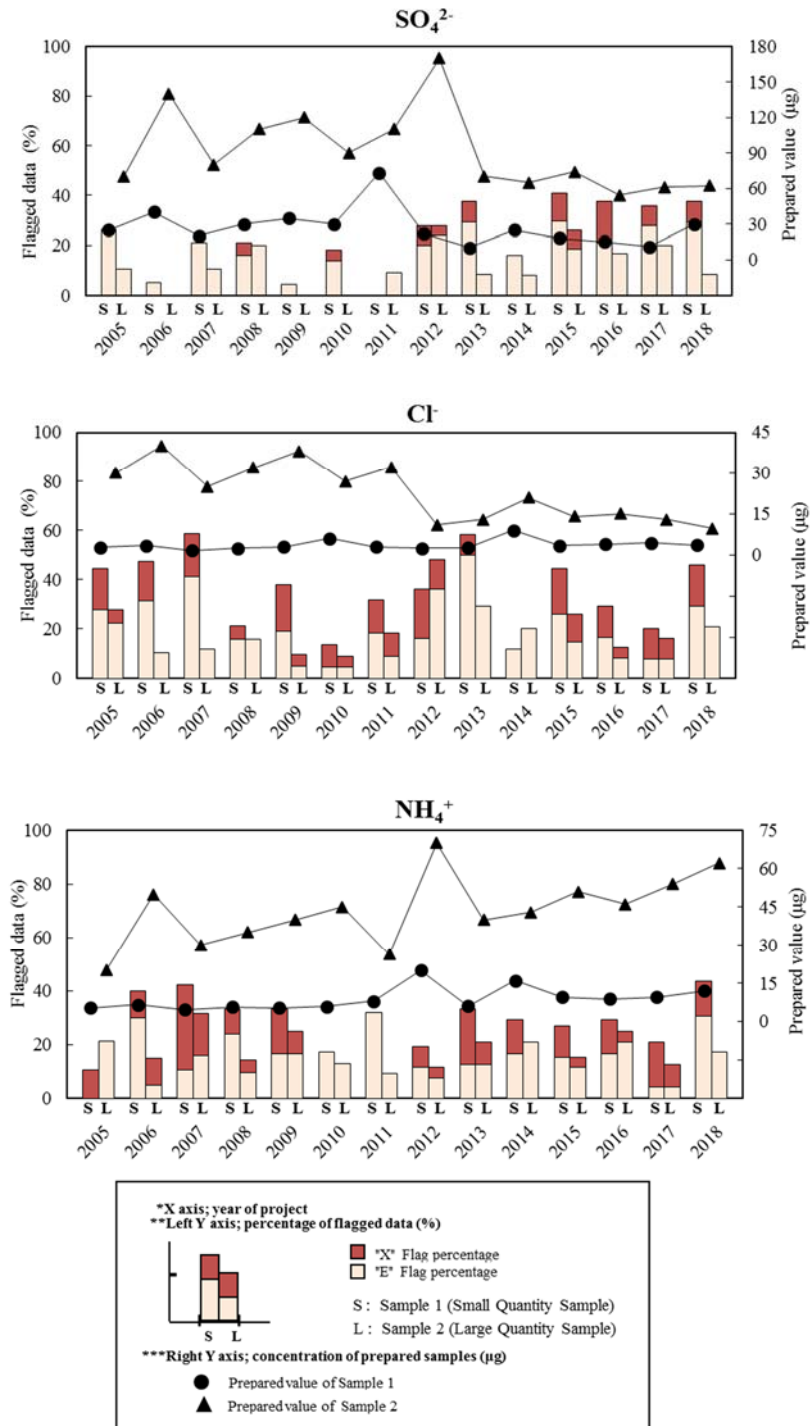 SO₄²⁻
Flagged data (%)
100
80
60
40
20
0
Prepared value (µg)
180
150
120
90
60
30
0
S L S L S L S L S L S L S L S L S L S L S L S L S L S L
2005 2006 2007 2008 2009 2010 2011 2012 2013 2014 2015 2016 2017 2018
Cl⁻
Flagged data (%)
100
80
60
40
20
0
Prepared value (µg)
45
30
15
0
S L S L S L S L S L S L S L S L S L S L S L S L S L S L
2005 2006 2007 2008 2009 2010 2011 2012 2013 2014 2015 2016 2017 2018
NH₄⁺
Flagged data (%)
100
80
60
40
20
0
Prepared value (µg)
75
60
45
30
15
0
S L S L S L S L S L S L S L S L S L S L S L S L S L S L
2005 2006 2007 2008 2009 2010 2011 2012 2013 2014 2015 2016 2017 2018
*X axis; year of project
**Left Y axis; percentage of flagged data (%)
"X" Flag percentage
"E" Flag percentage
S : Sample 1 (Small Quantity Sample)
L : Sample 2 (Large Quantity Sample)
S L
***Right Y axis; concentration of prepared samples (µg)
Prepared value of Sample 1
Prepared value of Sample 2